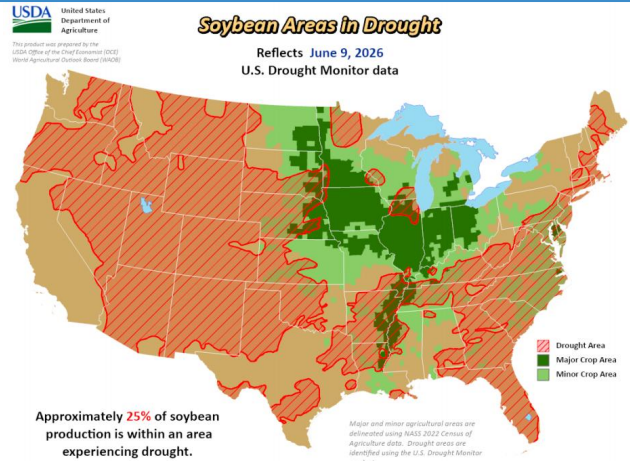 USDA
United States
Department of
Agriculture
This product was prepared by the
USDA Office of the Chief Economist (OCE)
World Agricultural Outlook Board (WAOB)
Soybean Areas in Drought
Reflects June 9, 2026
U.S. Drought Monitor data
Drought Area
Major Crop Area
Minor Crop Area
Approximately 25% of soybean
production is within an area
experiencing drought.
Major and minor agricultural areas are
delineated using NASS 2022 Census of
Agriculture data. Drought areas are
identified using the U.S. Drought Monitor